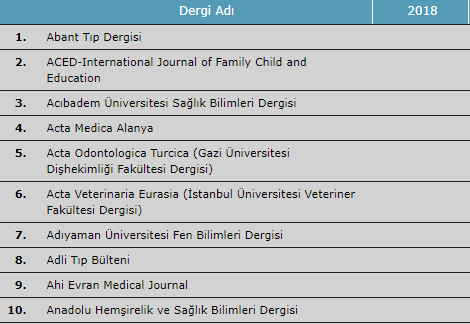 Dergi Adı 2018
1. Abant Tıp Dergisi
2. ACED-International Journal of Family Child and
Education
3. Acıbadem Üniversitesi Sağlık Bilimleri Dergisi
4. Acta Medica Alanya
5. Acta Odontologica Turcica (Gazi Üniversitesi
Dişhekimliği Fakültesi Dergisi)
6. Acta Veterinaria Eurasia (İstanbul Üniversitesi Veteriner
Fakültesi Dergisi)
7. Adıyaman Üniversitesi Fen Bilimleri Dergisi
8. Adli Tıp Bülteni
9. Ahi Evran Medical Journal
10. Anadolu Hemşirelik ve Sağlık Bilimleri Dergisi